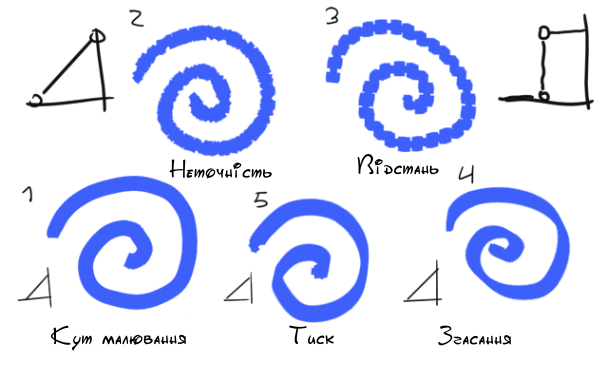 2
3
Неточність
Відстань
1
5
4
Кут малювання
Тиск
Згасання